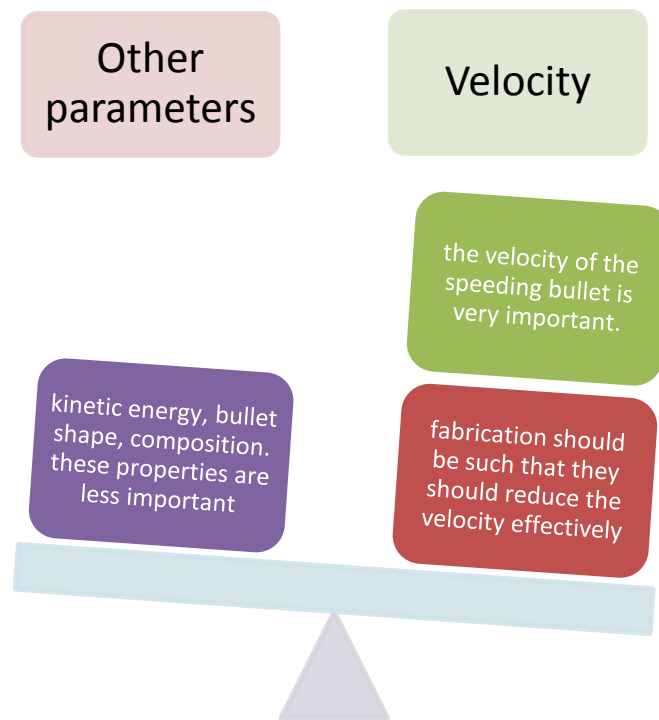 Other
parameters
Velocity
the velocity of the
speeding bullet is
very important.
kinetic energy, bullet
shape, composition.
these properties are
less important
fabrication should
be such that they
should reduce the
velocity effectively